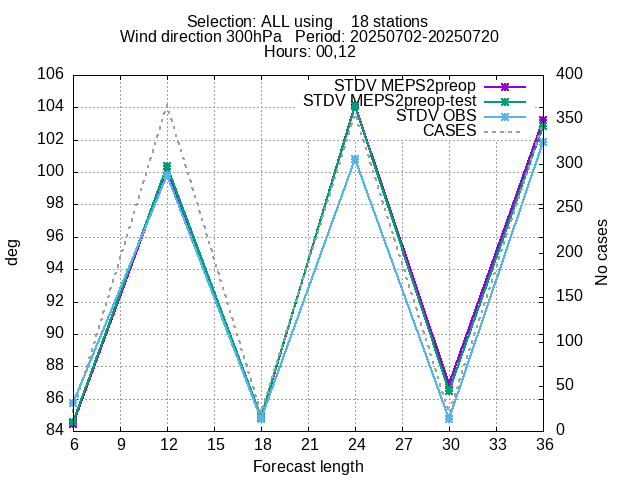 Selection: ALL using    18 stations
Wind direction 300hPa   Period: 20250702-20250720
Hours: 00,12
STDV MEPS2preop
STDV MEPS2preop-test
STDV OBS
CASES
106
104
102
100
98
96
94
92
90
88
86
84
400
350
300
250
200
150
100
50
0
deg
No cases
6 9 12 15 18 21 24 27 30 33 36
Forecast length